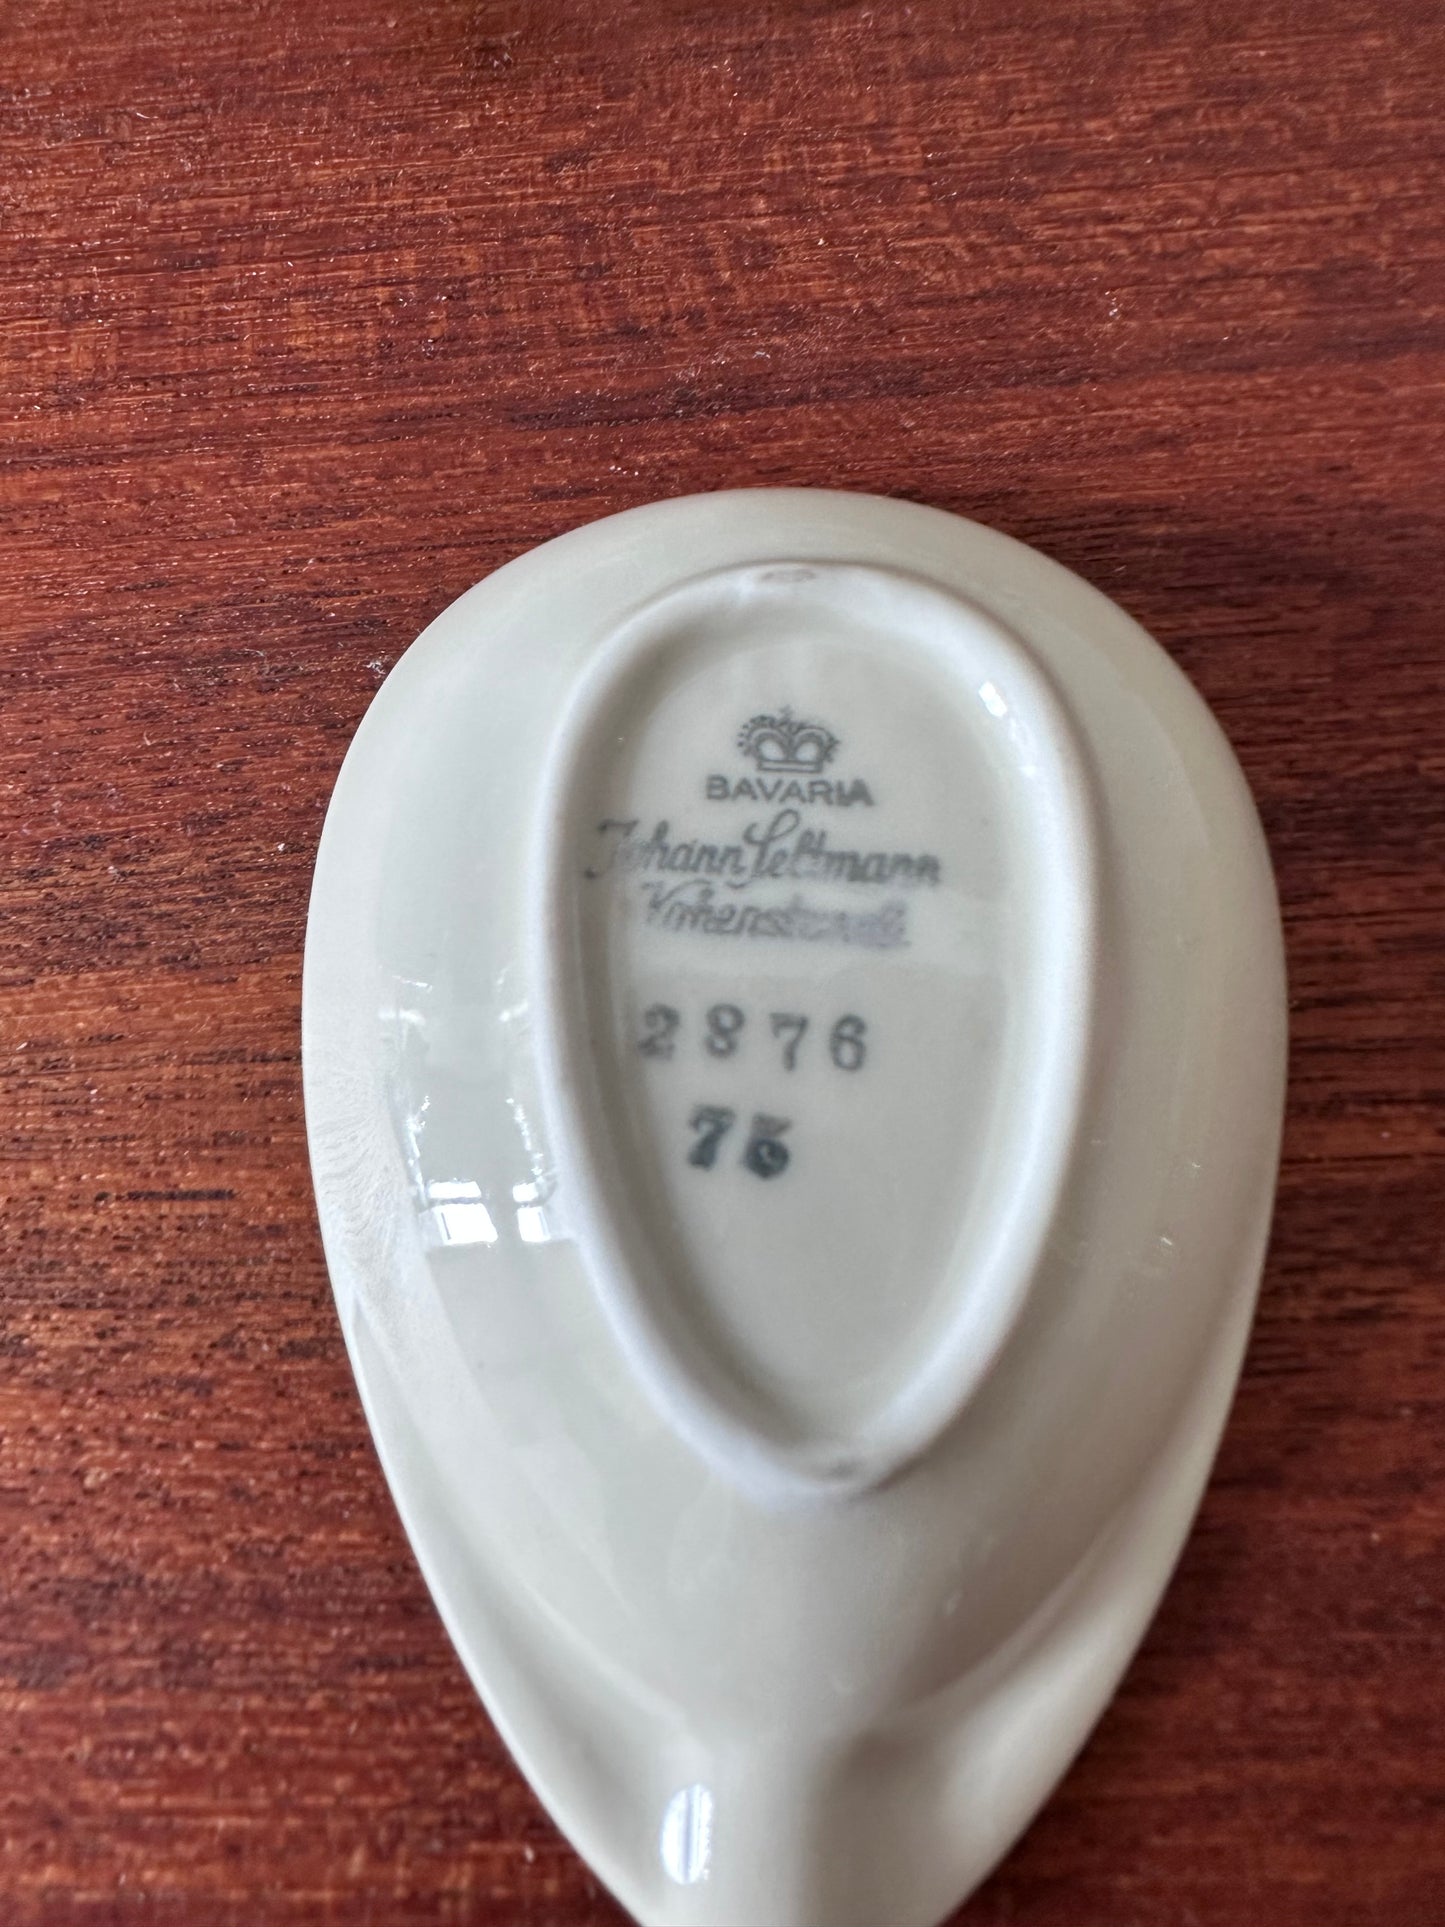 BAVARIA
Johann Seltmann
Vohenstrauß
2876
75